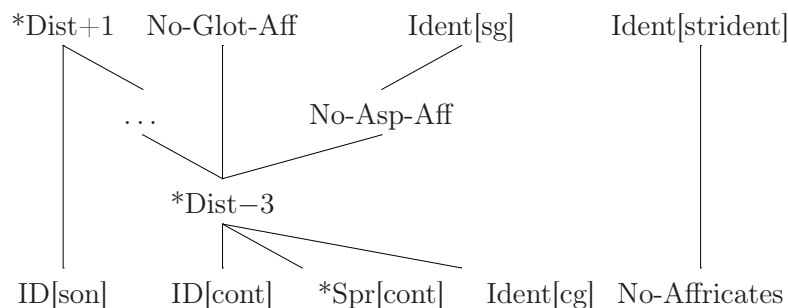 *Dist+1 No-Glot-Aff Ident[sg] Ident[strident]
... No-Asp-Aff
*Dist−3
ID[son] ID[cont] *Spr[cont] Ident[cg] No-Affricates